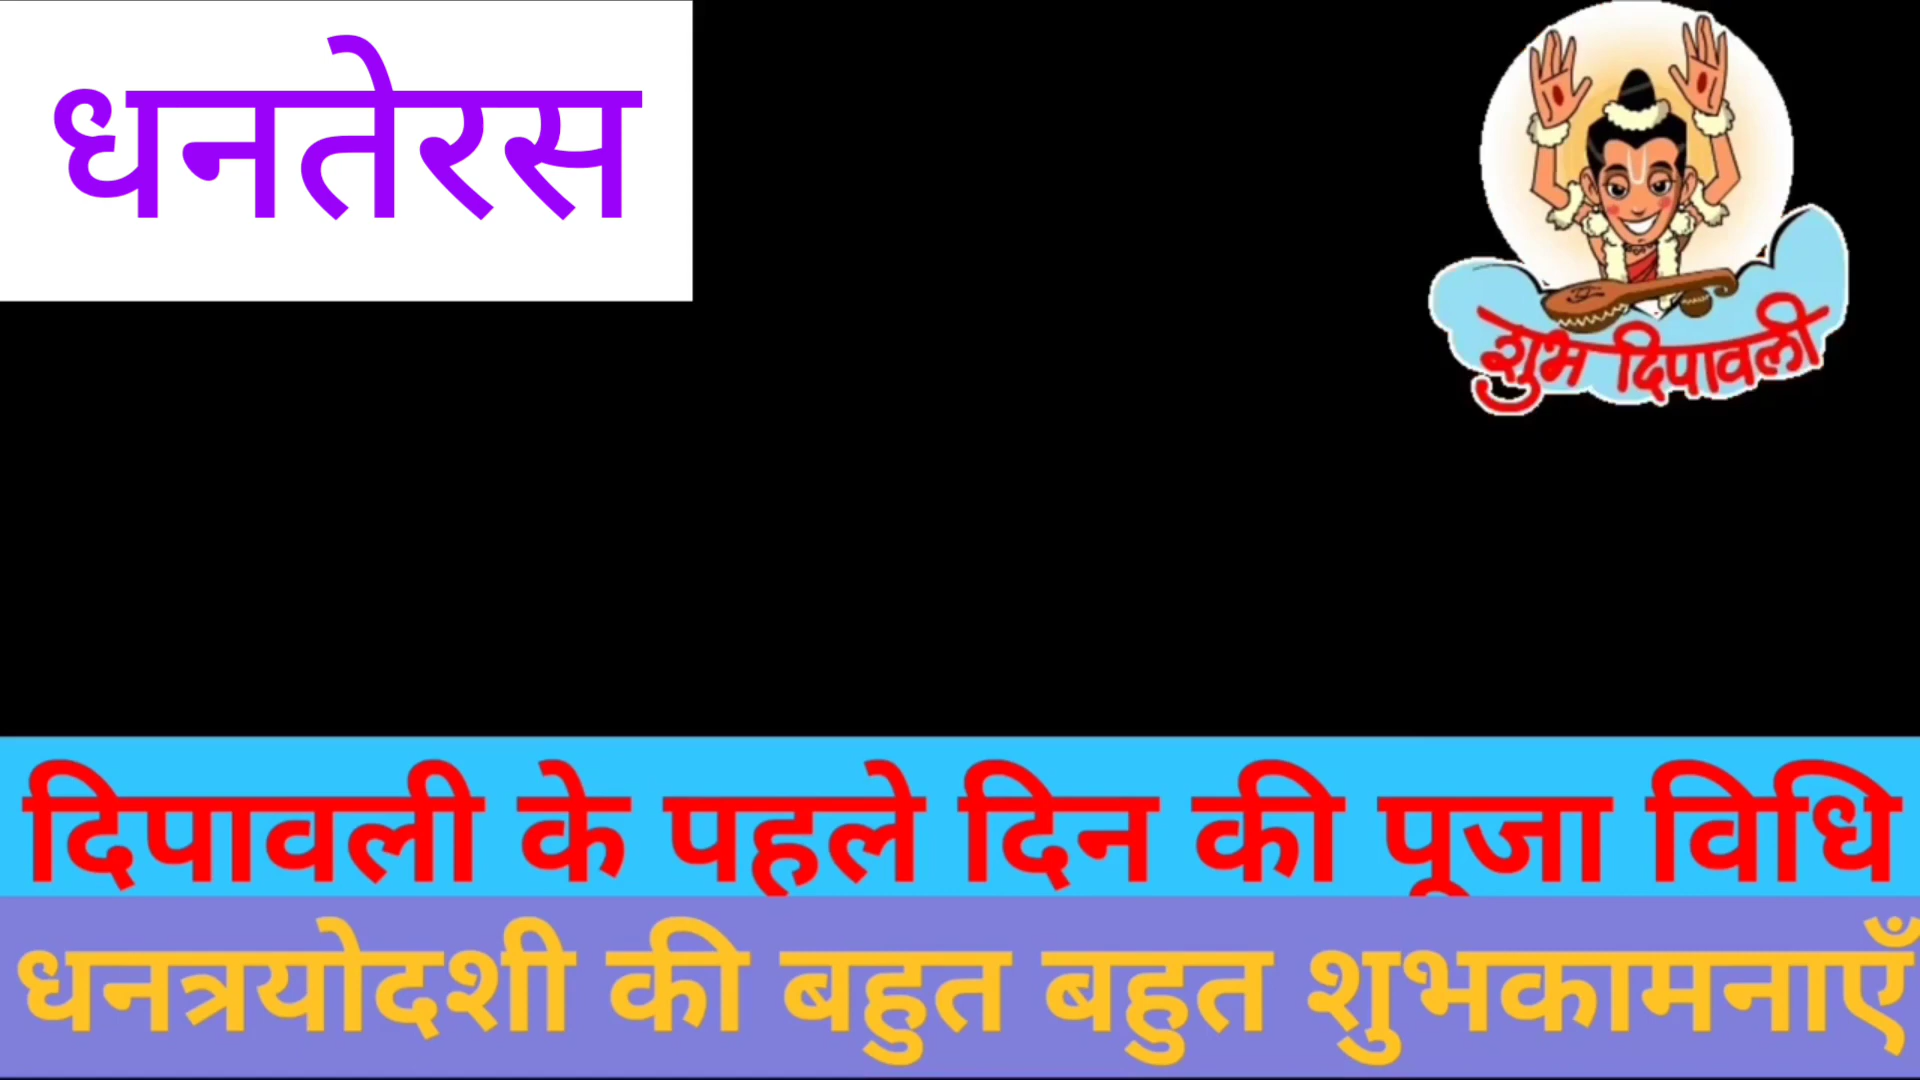 धनतेरस
शुभ दिपावली
दिपावली के पहले दिन की पूजा विधि
धनत्रयोदशी की बहुत बहुत शुभकामनाएँ